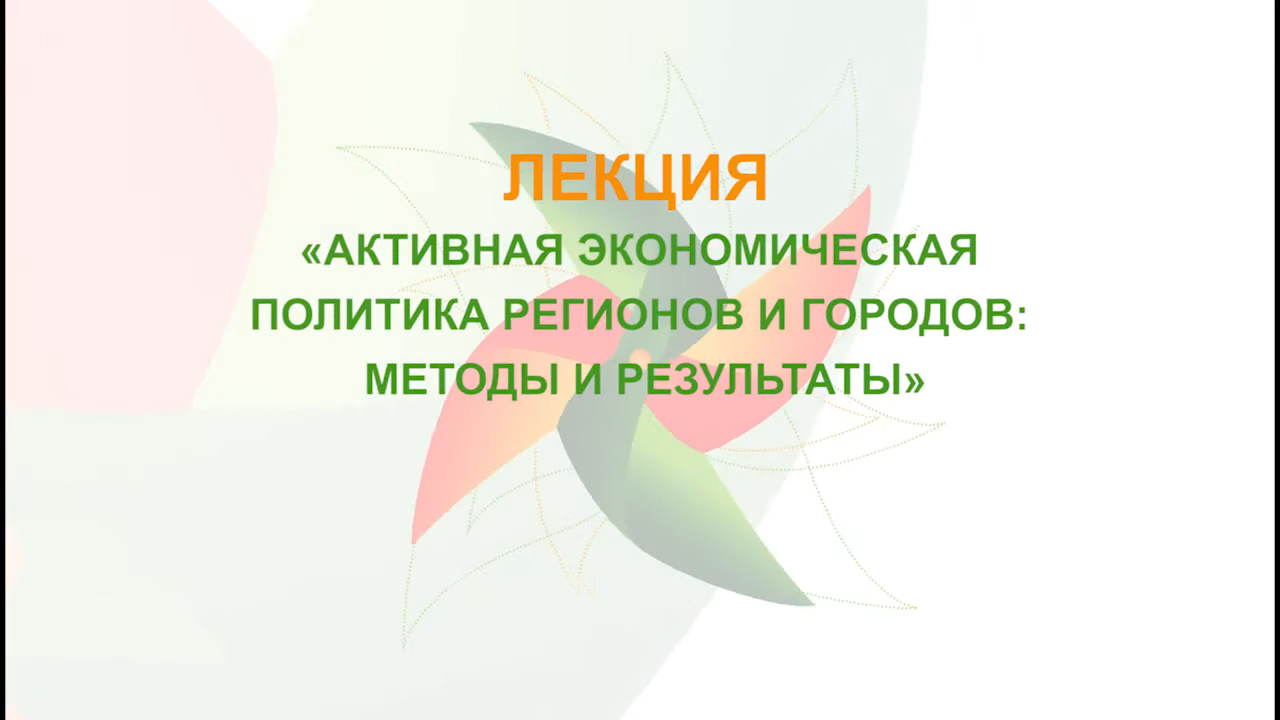 ЛЕКЦИЯ
«АКТИВНАЯ ЭКОНОМИЧЕСКАЯ
ПОЛИТИКА РЕГИОНОВ И ГОРОДОВ:
МЕТОДЫ И РЕЗУЛЬТАТЫ»